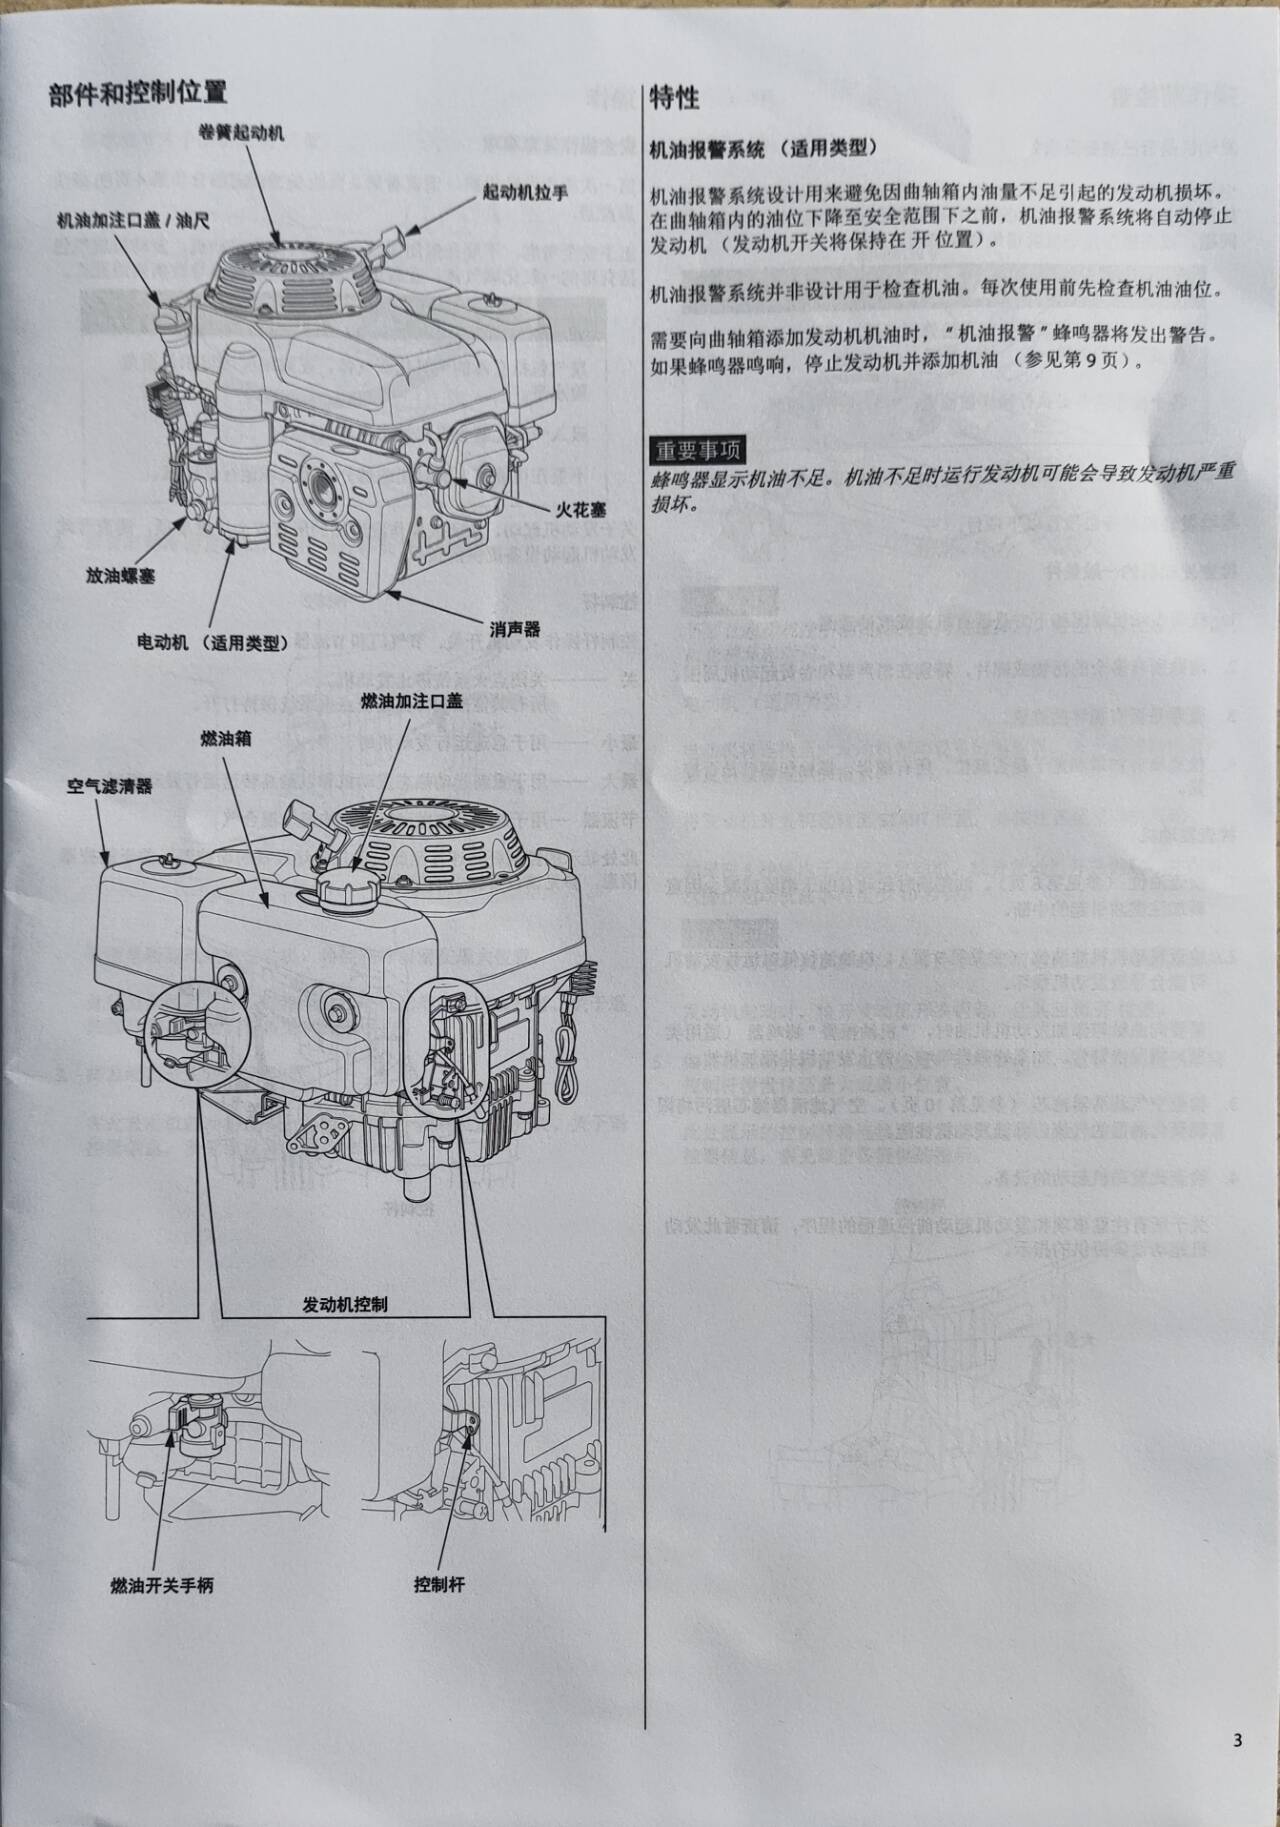 部件和控制位置
卷簧起动机
起动机拉手
机油加注口盖 / 油尺
火花塞
放油螺塞
消声器
电动机 （适用类型）
燃油加注口盖
燃油箱
空气滤清器
发动机控制
燃油开关手柄
控制杆
特性
机油报警系统 （适用类型）
机油报警系统设计用来避免因曲轴箱内油量不足引起的发动机损坏。
在曲轴箱内的油位下降至安全范围下之前，机油报警系统将自动停止
发动机 （发动机开关将保持在 开 位置）。
机油报警系统并非设计用于检查机油。每次使用前先检查机油油位。
需要向曲轴箱添加发动机机油时，“ 机油报警 ” 蜂鸣器将发出警告。
如果蜂鸣器鸣响，停止发动机并添加机油 （参见第 9 页）。
重要事项
蜂鸣器显示机油不足。机油不足时运行发动机可能会导致发动机严重
损坏。
3